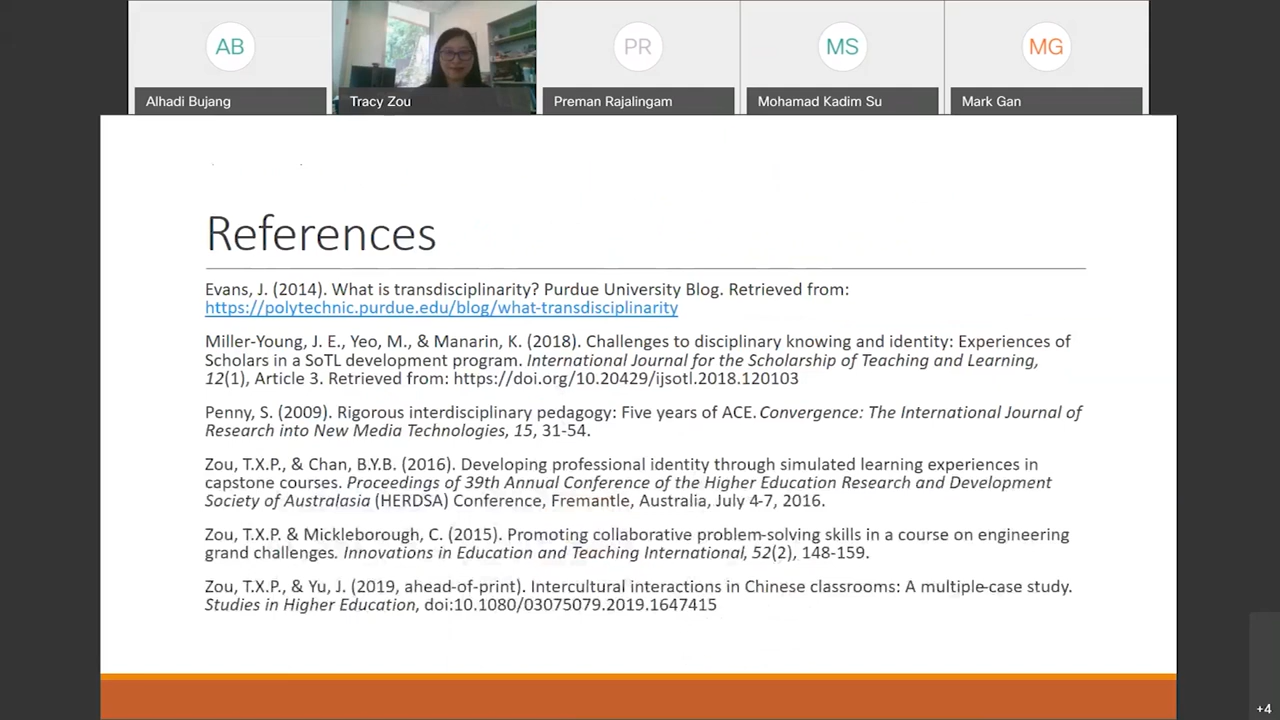 AB
PR
MS
MG
Alhadi Bujang
Tracy Zou
Preman Rajalingam
Mohamad Kadim Su
Mark Gan
References
Evans, J. (2014). What is transdisciplinarity? Purdue University Blog. Retrieved from:
https://polytechnic.purdue.edu/blog/what-transdisciplinarity
Miller-Young, J. E., Yeo, M., & Manarin, K. (2018). Challenges to disciplinary knowing and identity: Experiences of
Scholars in a SoTL development program. International Journal for the Scholarship of Teaching and Learning,
12(1), Article 3. Retrieved from: https://doi.org/10.20429/ijsotl.2018.120103
Penny, S. (2009). Rigorous interdisciplinary pedagogy: Five years of ACE. Convergence: The International Journal of
Research into New Media Technologies, 15, 31-54.
Zou, T.X.P., & Chan, B.Y.B. (2016). Developing professional identity through simulated learning experiences in
capstone courses. Proceedings of 39th Annual Conference of the Higher Education Research and Development
Society of Australasia (HERDSA) Conference, Fremantle, Australia, July 4-7, 2016.
Zou, T.X.P. & Mickleborough, C. (2015). Promoting collaborative problem-solving skills in a course on engineering
grand challenges. Innovations in Education and Teaching International, 52(2), 148-159.
Zou, T.X.P., & Yu, J. (2019, ahead-of-print). Intercultural interactions in Chinese classrooms: A multiple-case study.
Studies in Higher Education, doi:10.1080/03075079.2019.1647415
+4